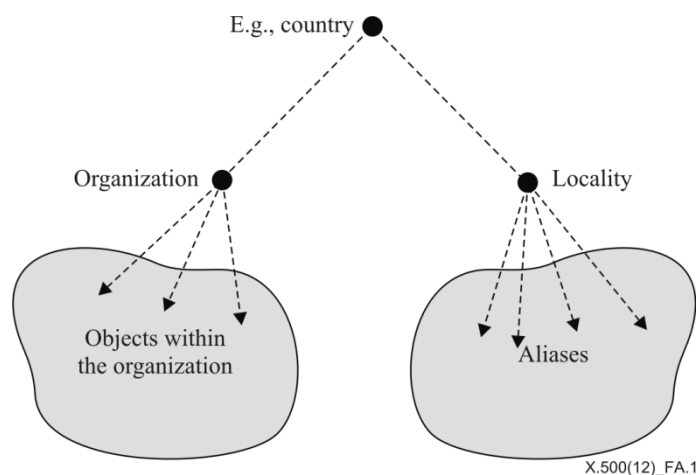 E.g., country
Organization
Locality
Objects within
the organization
Aliases
X.500(12)_FA.1